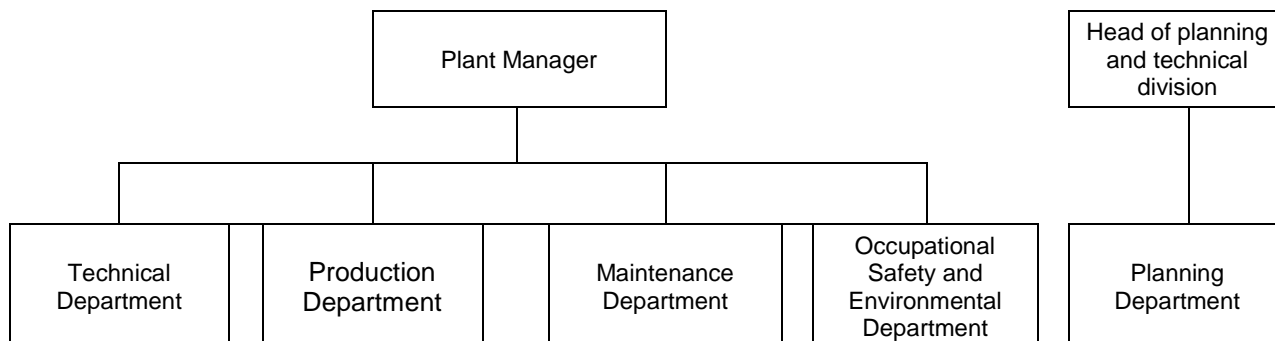 Plant Manager
Head of planning
and technical
division
Technical
Department
Production
Department
Maintenance
Department
Occupational
Safety and
Environmental
Department
Planning
Department